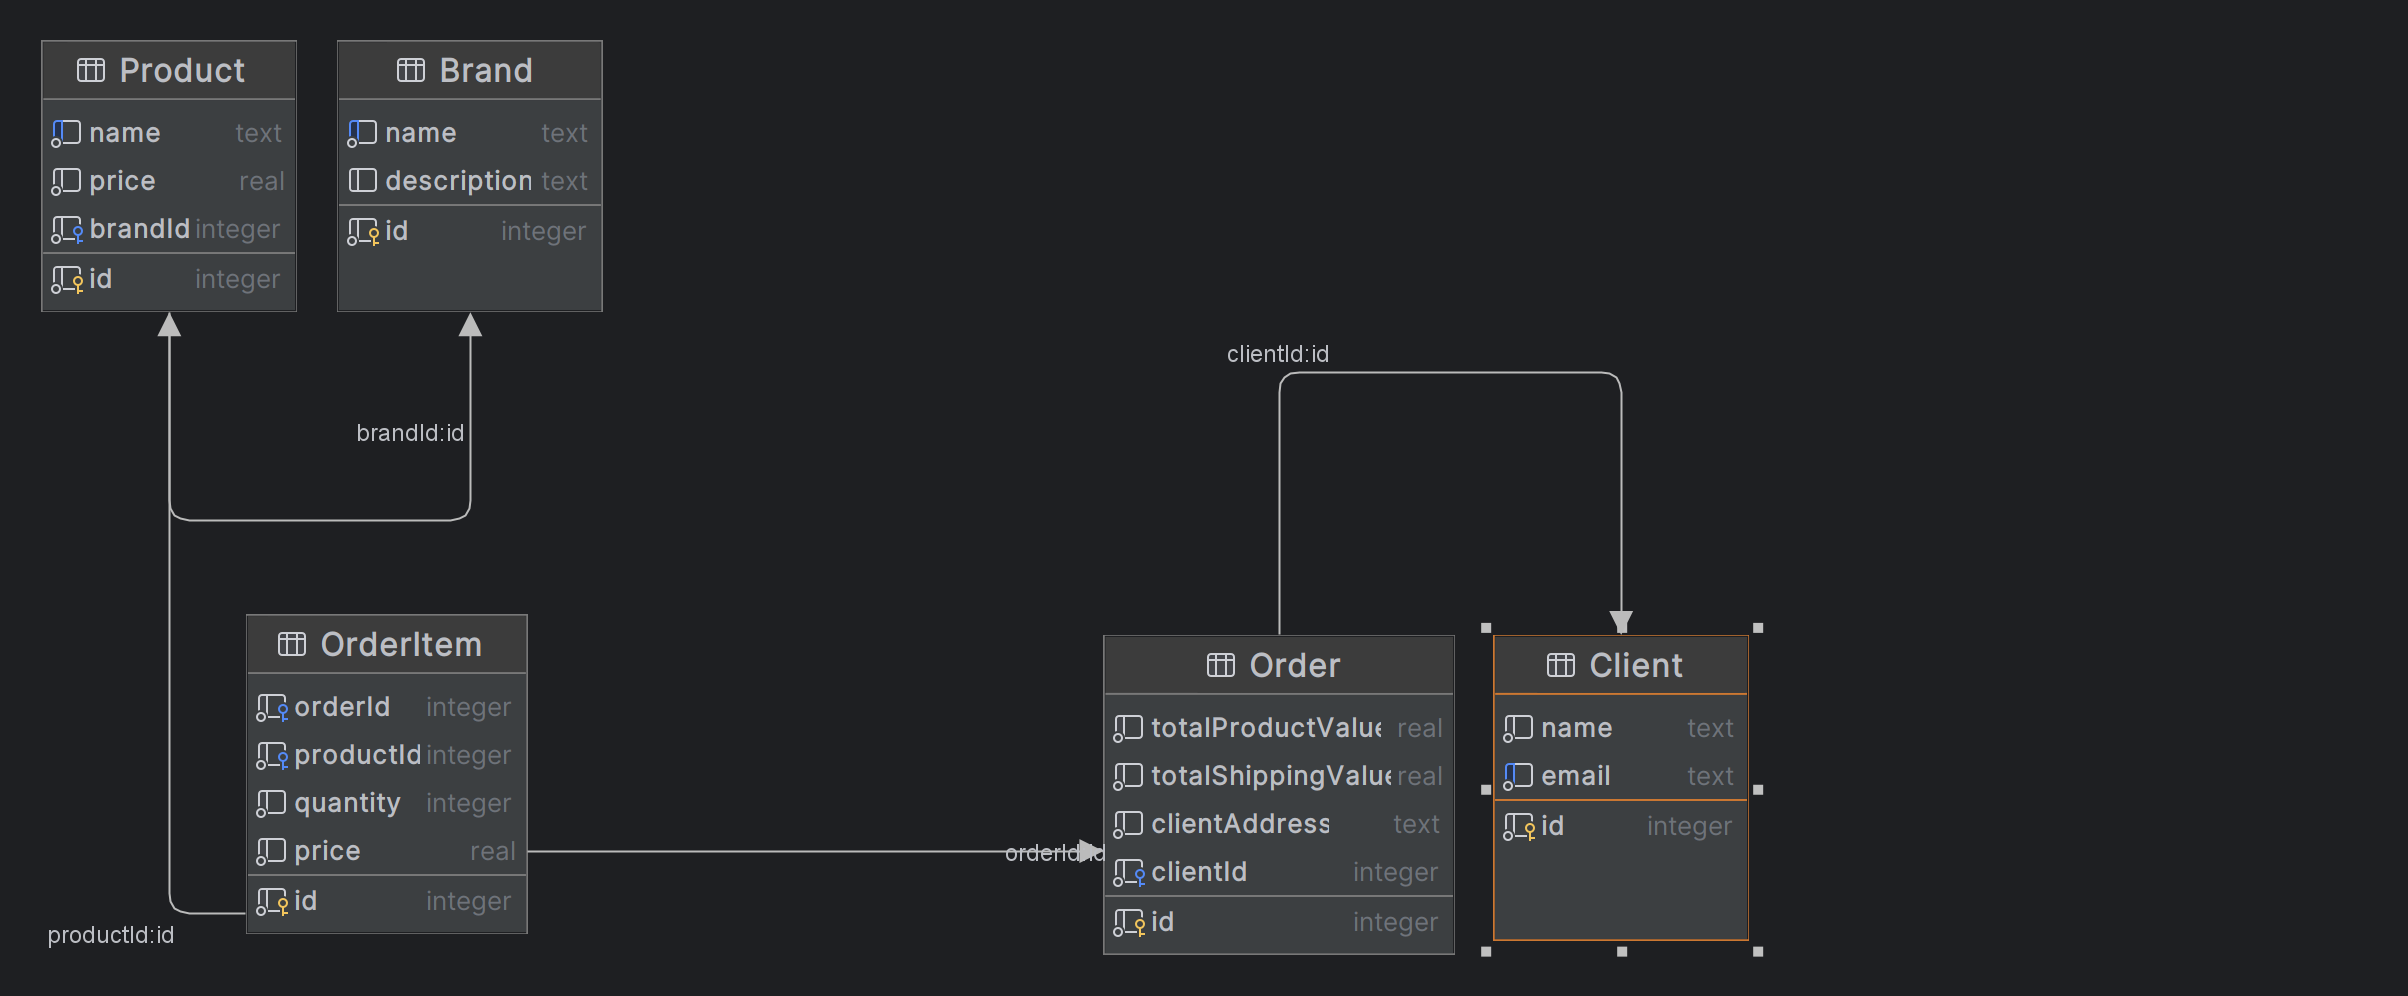 Product
name text
price real
brandId integer
id integer
Brand
name text
description text
id integer
brandId:id
clientId:id
OrderItem
orderId integer
productId integer
quantity integer
price real
id integer
productId:id
orderId:id
Order
totalProductValue real
totalShippingValue real
clientAddress text
clientId integer
id integer
Client
name text
email text
id integer